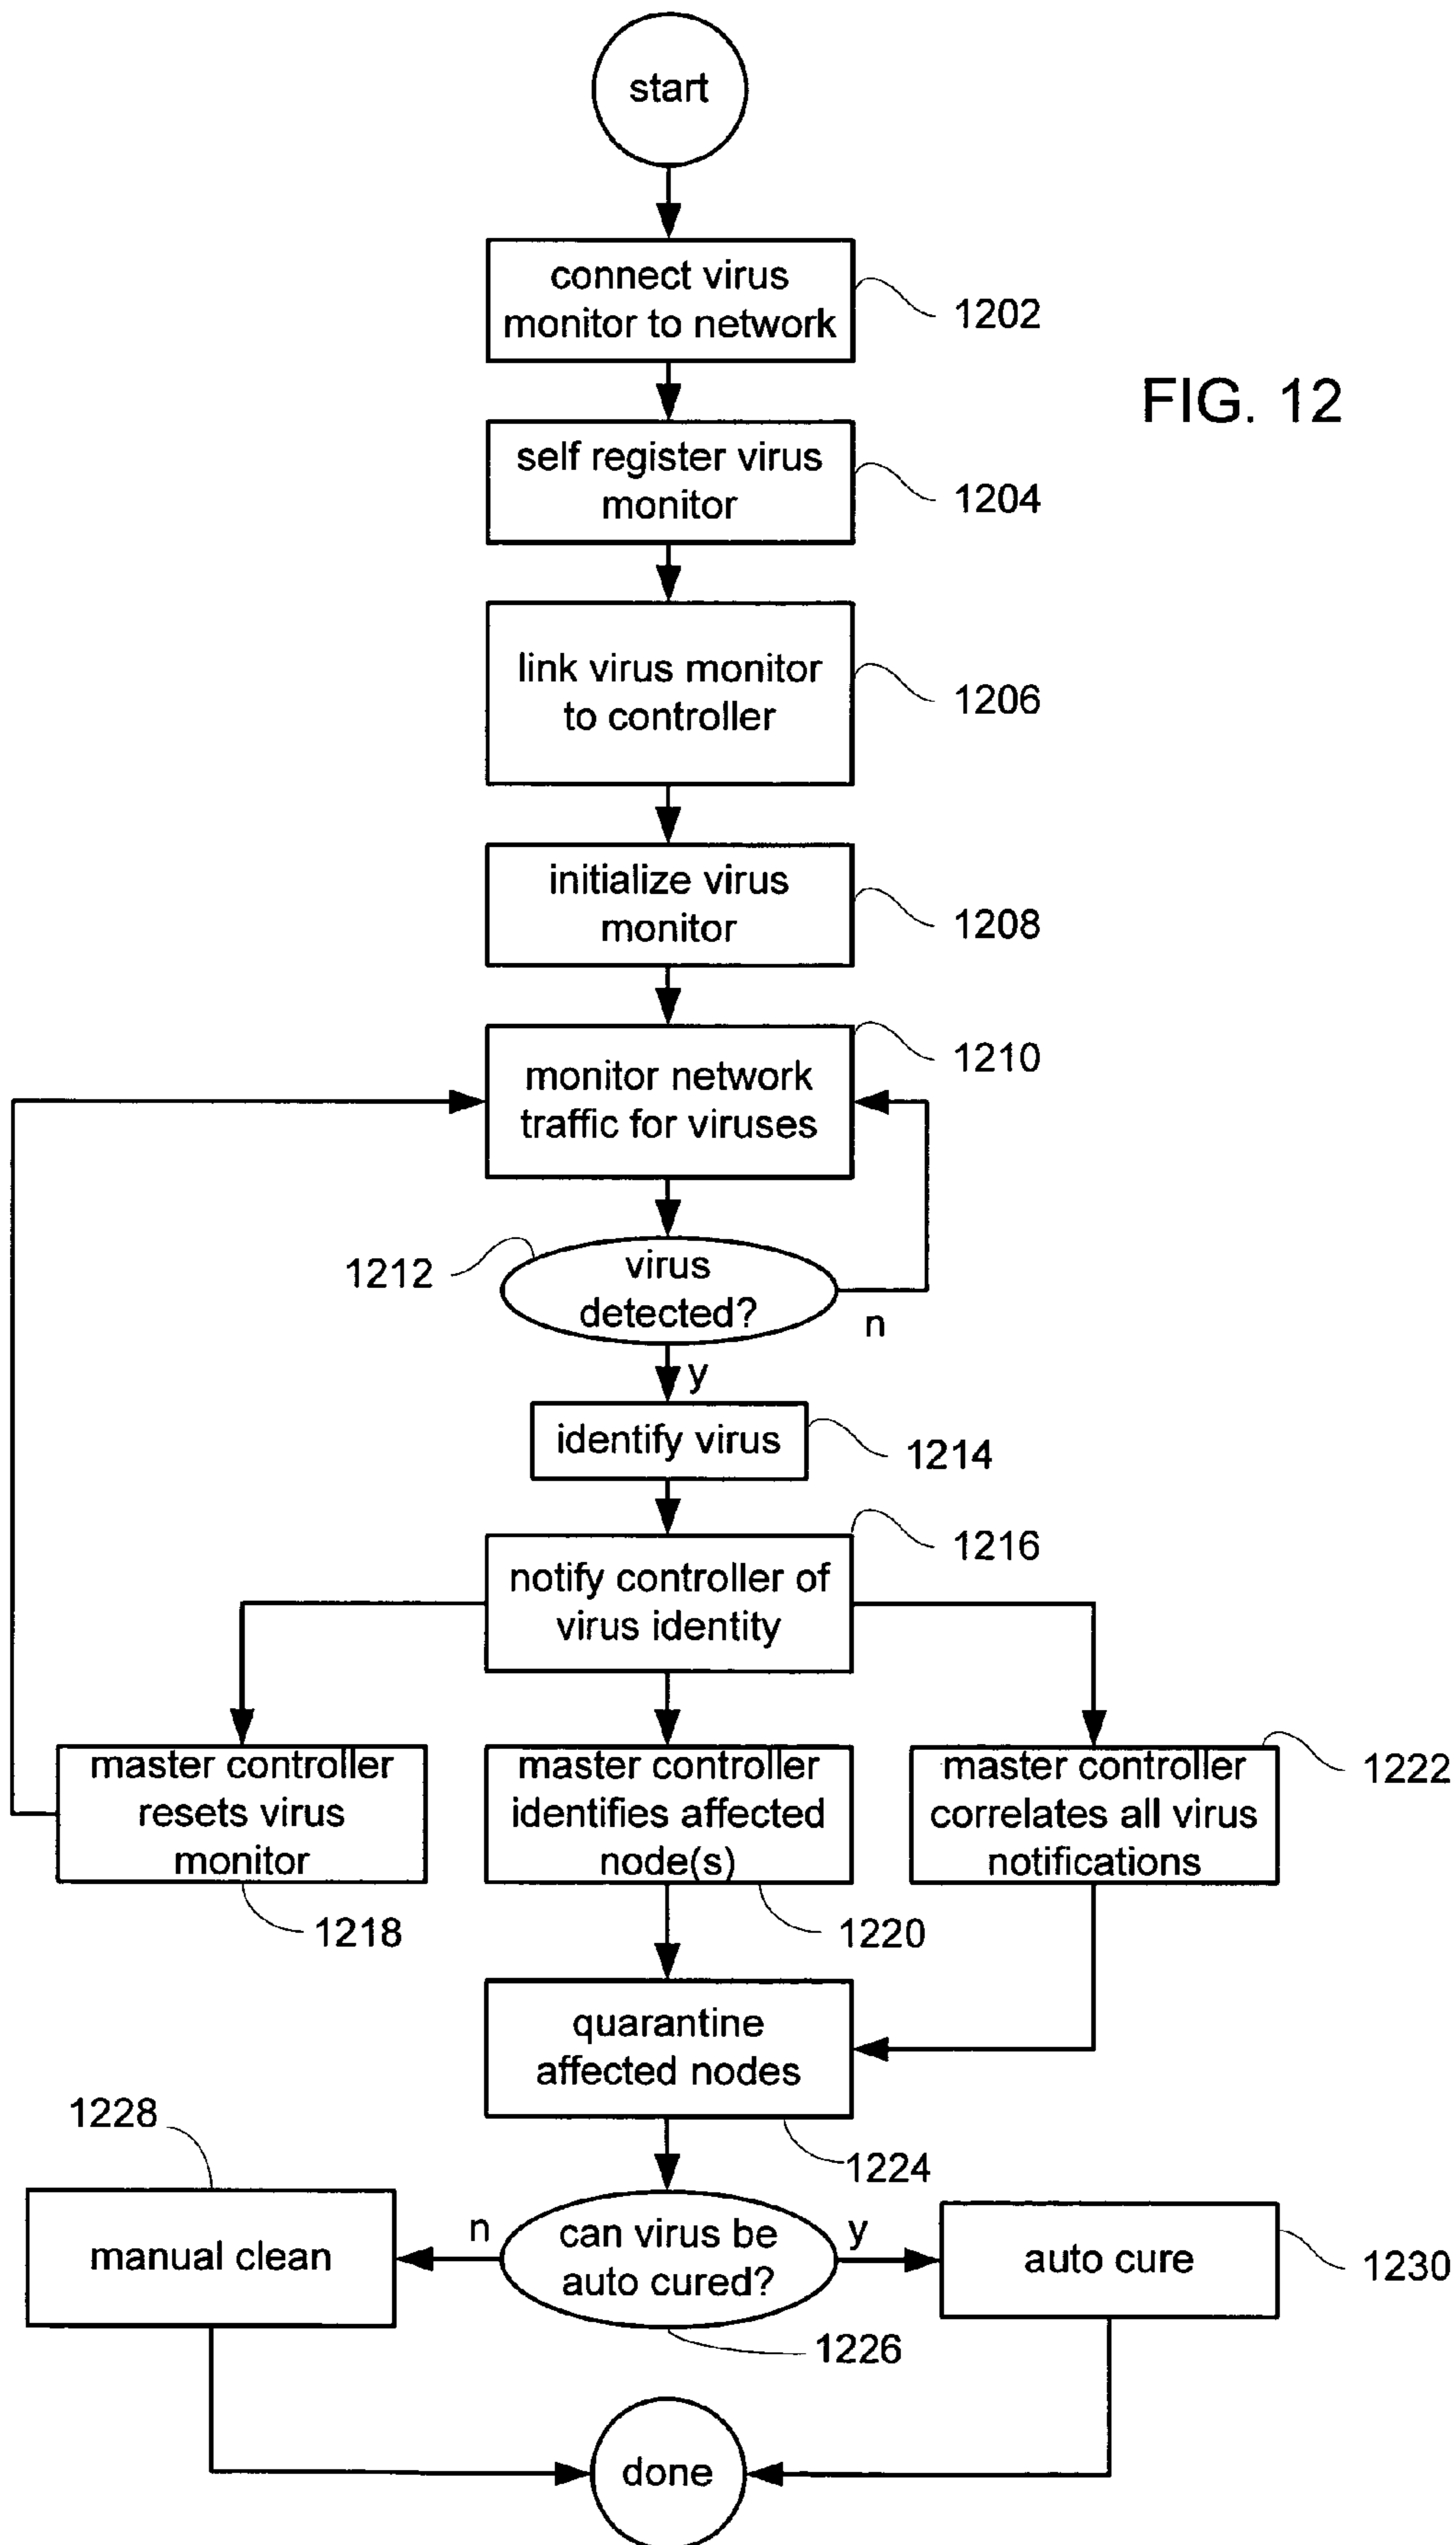 start
connect virus
monitor to network
1202
FIG. 12
self register virus
monitor
1204
link virus monitor
to controller
1206
initialize virus
monitor
1208
monitor network
traffic for viruses
1210
1212
virus
detected?
n
y
identify virus
1214
notify controller of
virus identity
1216
master controller
resets virus
monitor
1218
master controller
identifies affected
node(s)
1220
master controller
correlates all virus
notifications
1222
quarantine
affected nodes
1224
1228
manual clean
n
can virus be
auto cured?
y
1226
auto cure
1230
done